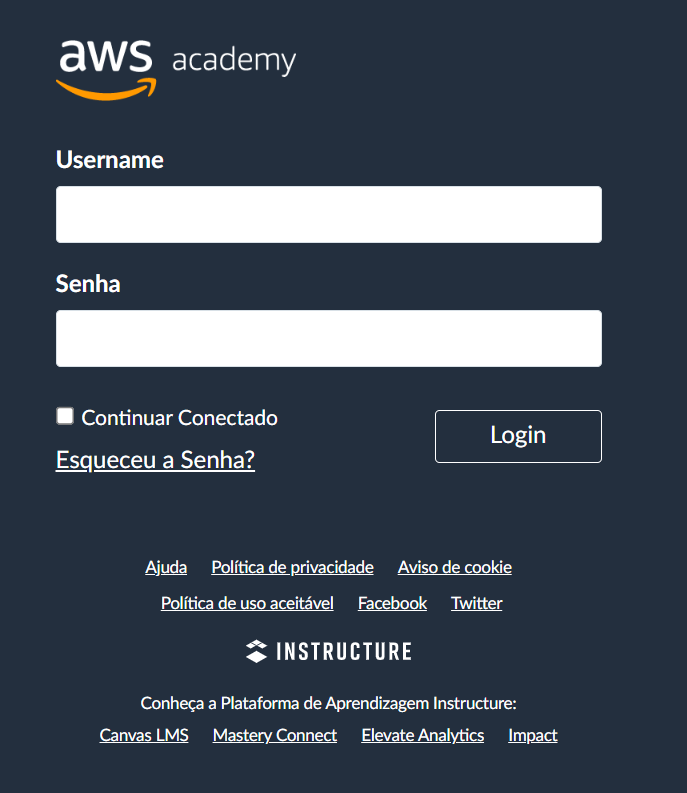 aws academy
Username
Senha
Continuar Conectado
Login
Esqueceu a Senha?
Ajuda Política de privacidade Aviso de cookie
Política de uso aceitável Facebook Twitter
INSTRUCTURE
Conheça a Plataforma de Aprendizagem Instructure:
Canvas LMS Mastery Connect Elevate Analytics Impact